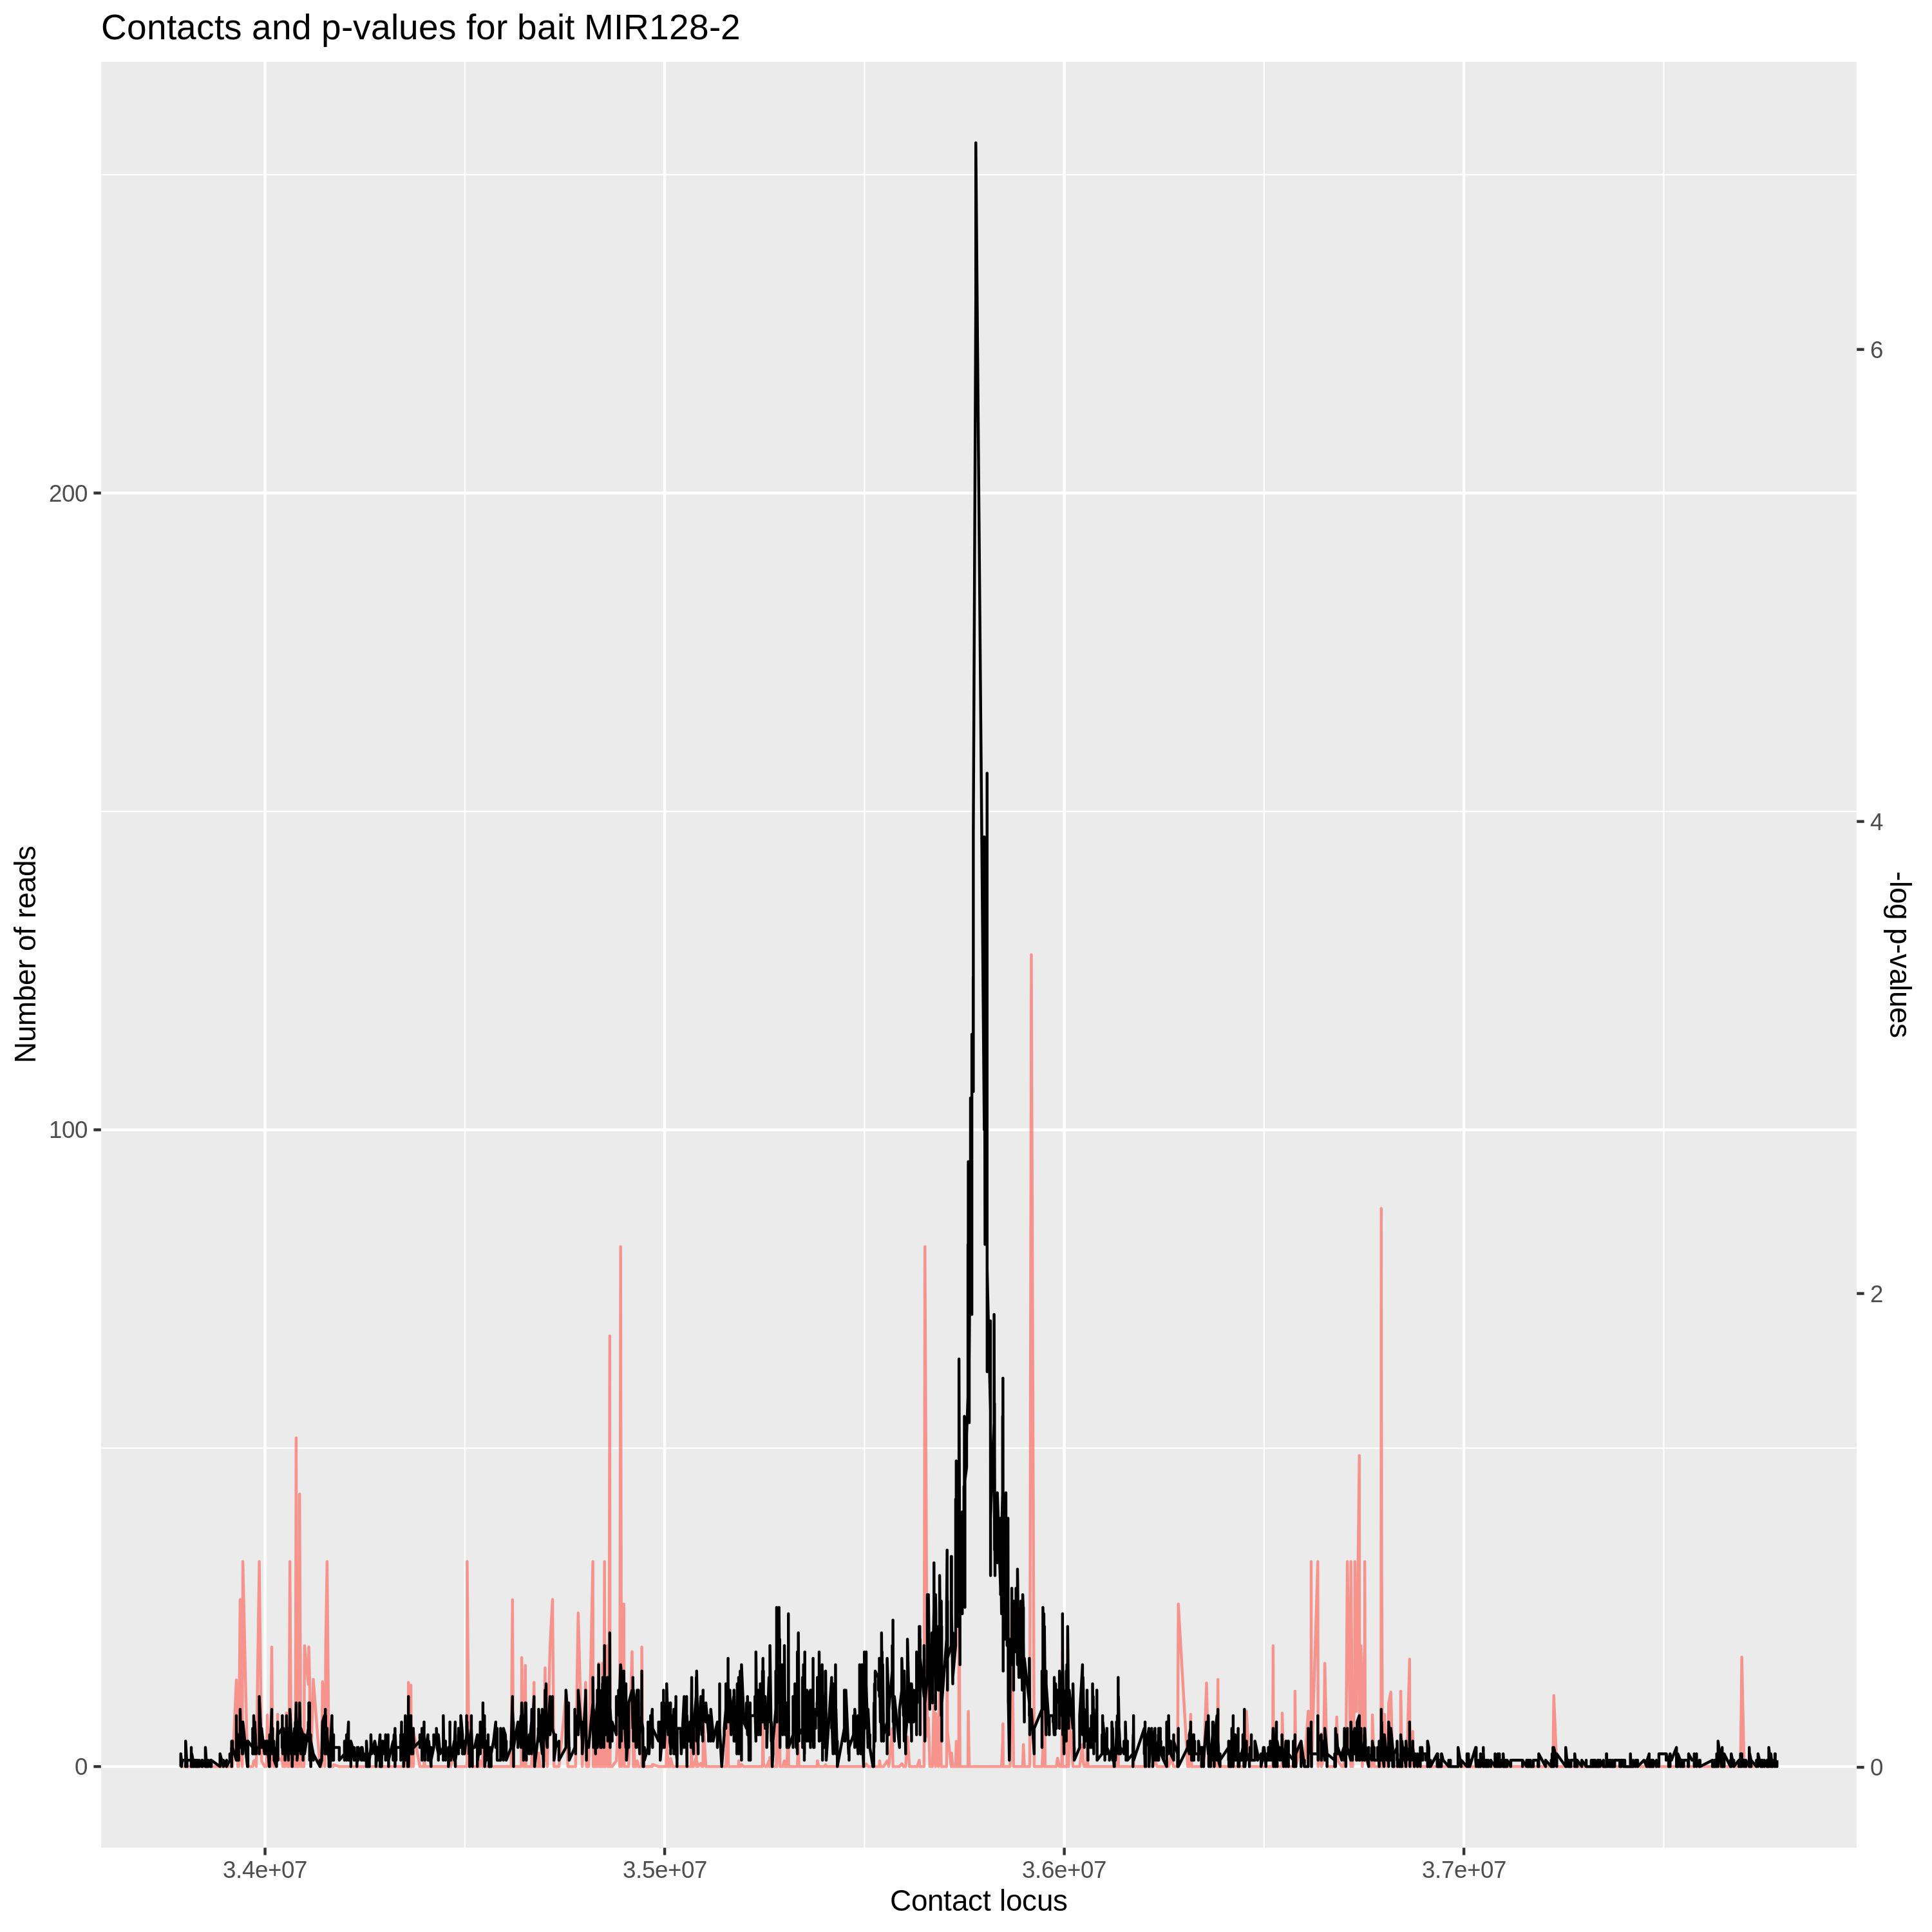 Contacts and p-values for bait MIR128-2
Number of reads
200
100
0
6
4
2
0
-log p-values
3.4e+07
3.5e+07
3.6e+07
3.7e+07
Contact locus